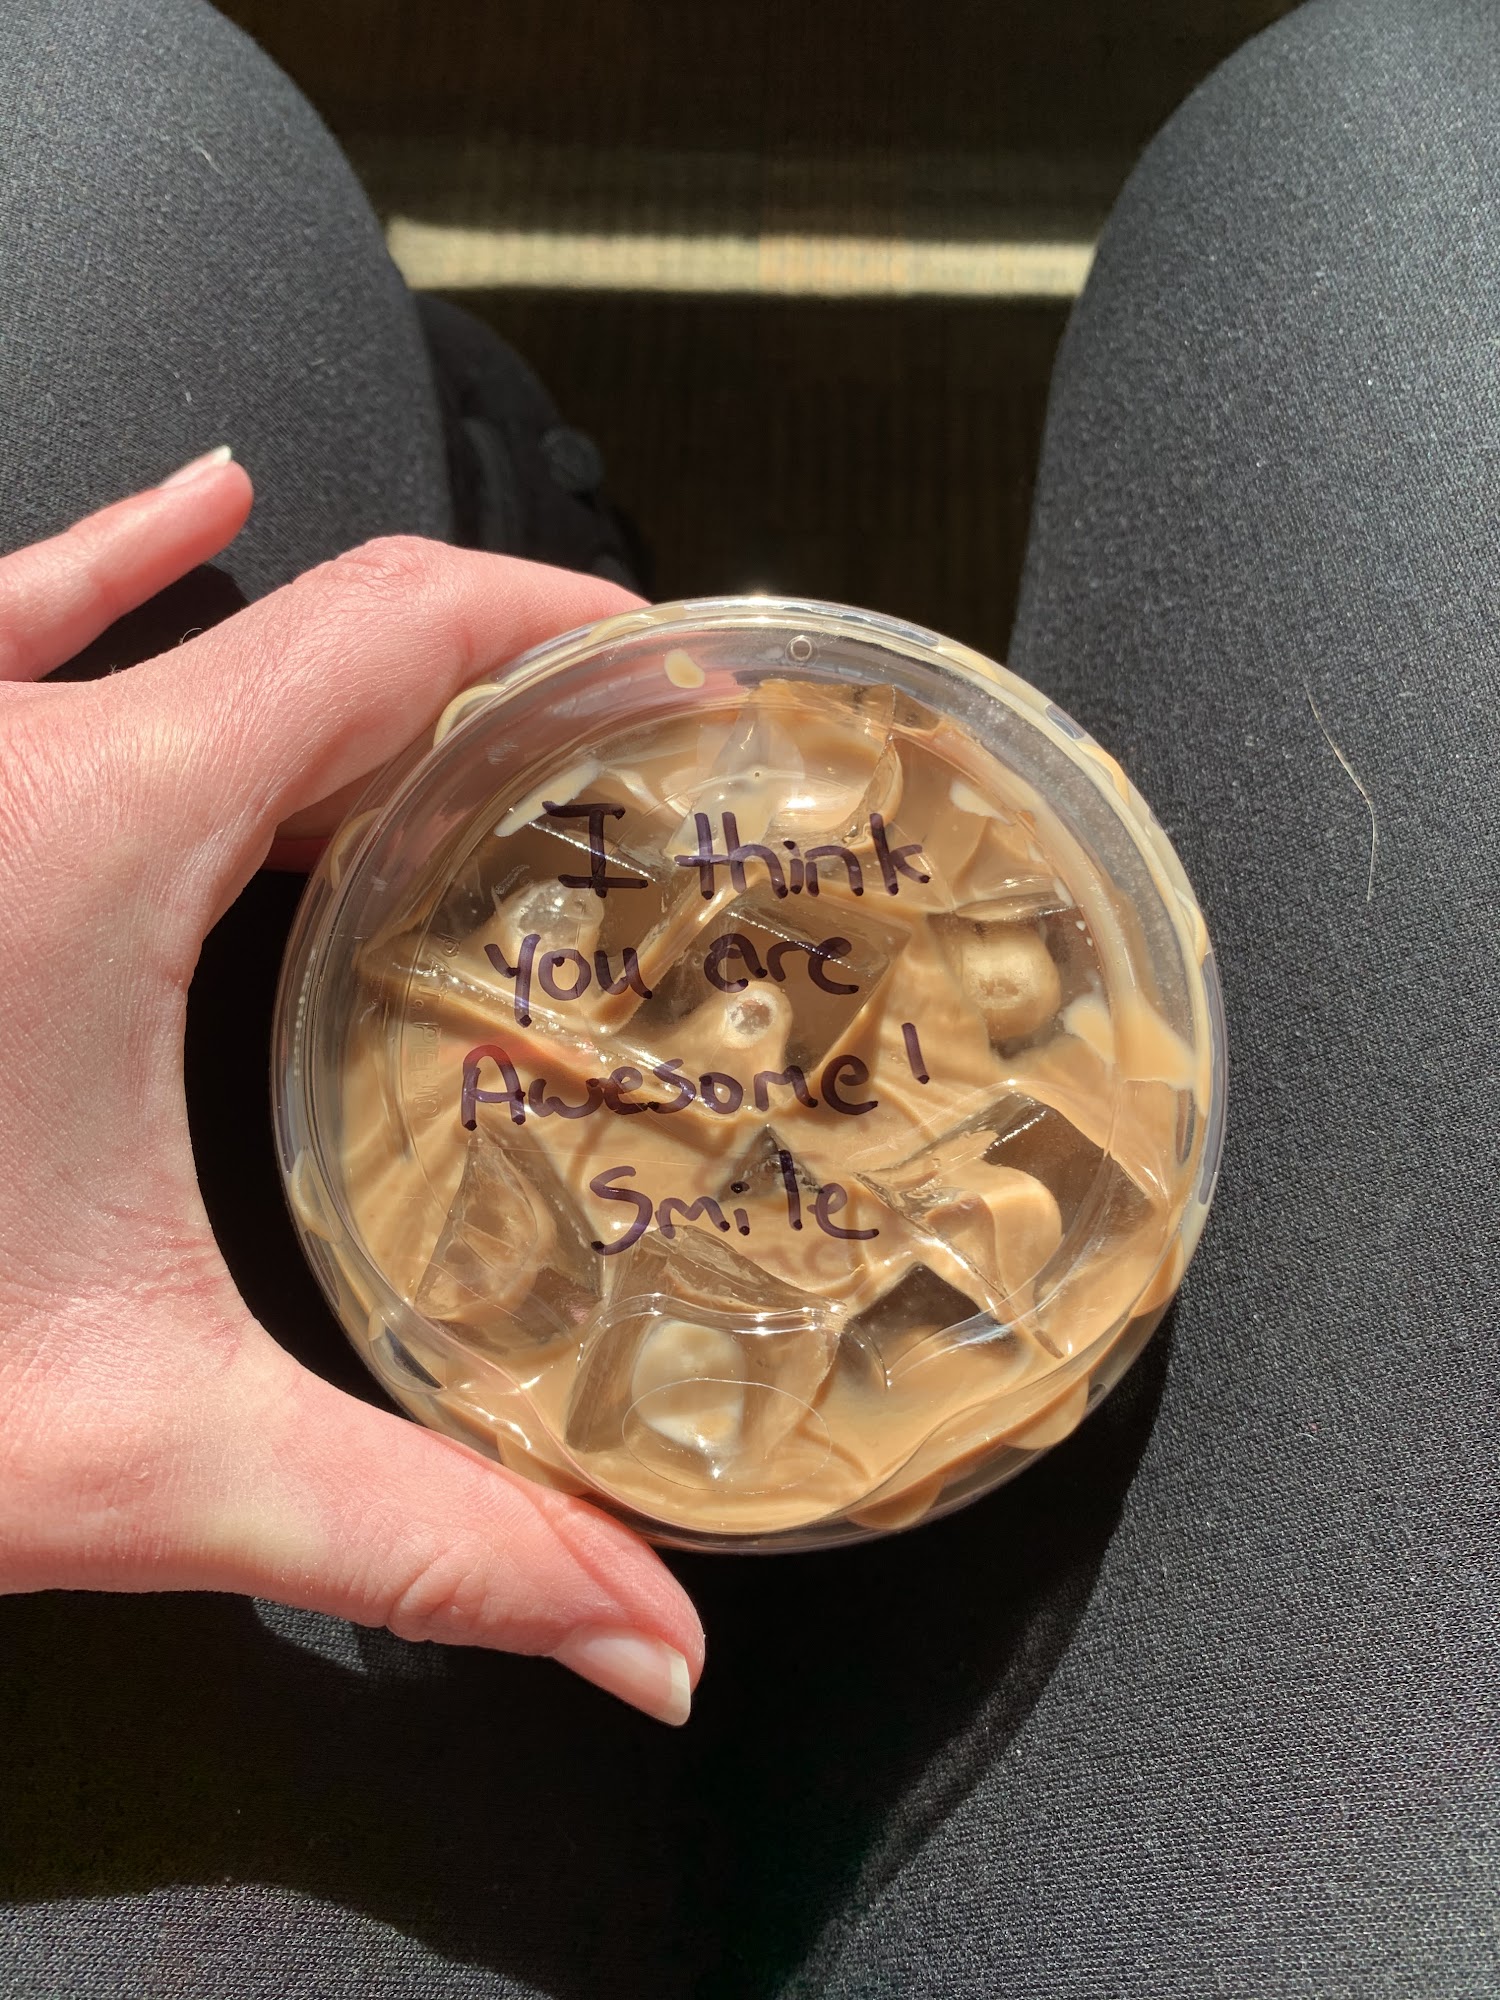 I think
you are
Awesome!
Smile